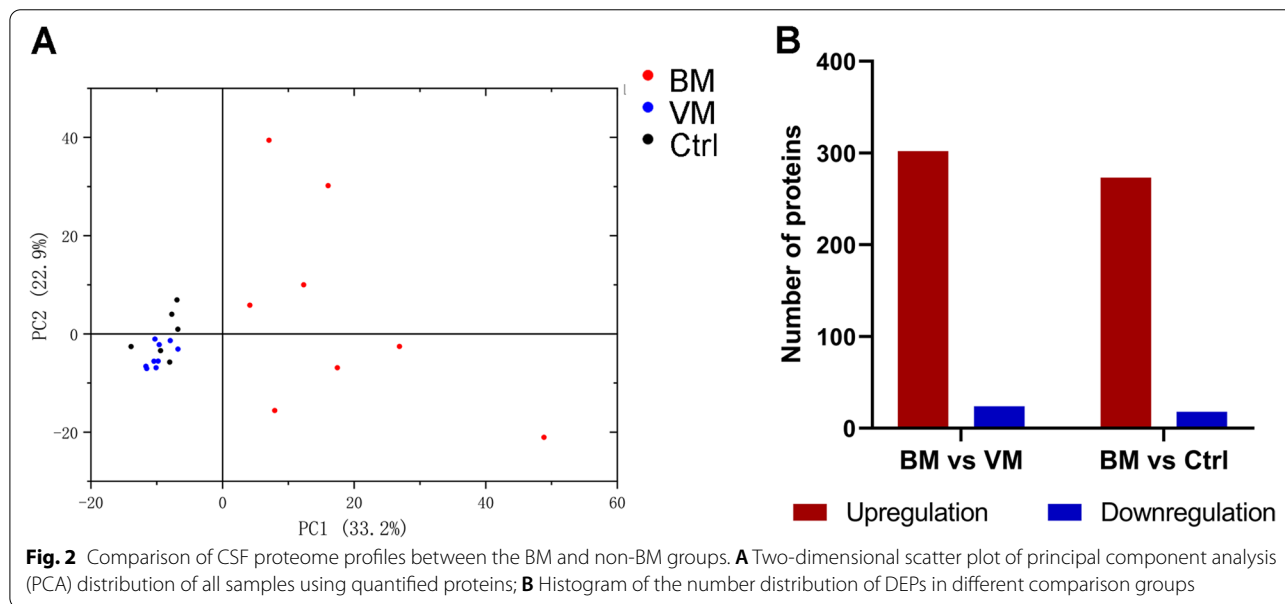 A
BM
VM
Ctrl
PC2 (22.9%)
40
20
0
-20
-20
0
20
40
60
PC1 (33.2%)
B
Number of proteins
400
300
200
100
0
BM vs VM
BM vs Ctrl
Upregulation
Downregulation
Fig. 2 Comparison of CSF proteome profiles between the BM and non-BM groups. A Two-dimensional scatter plot of principal component analysis
(PCA) distribution of all samples using quantified proteins; B Histogram of the number distribution of DEPs in different comparison groups